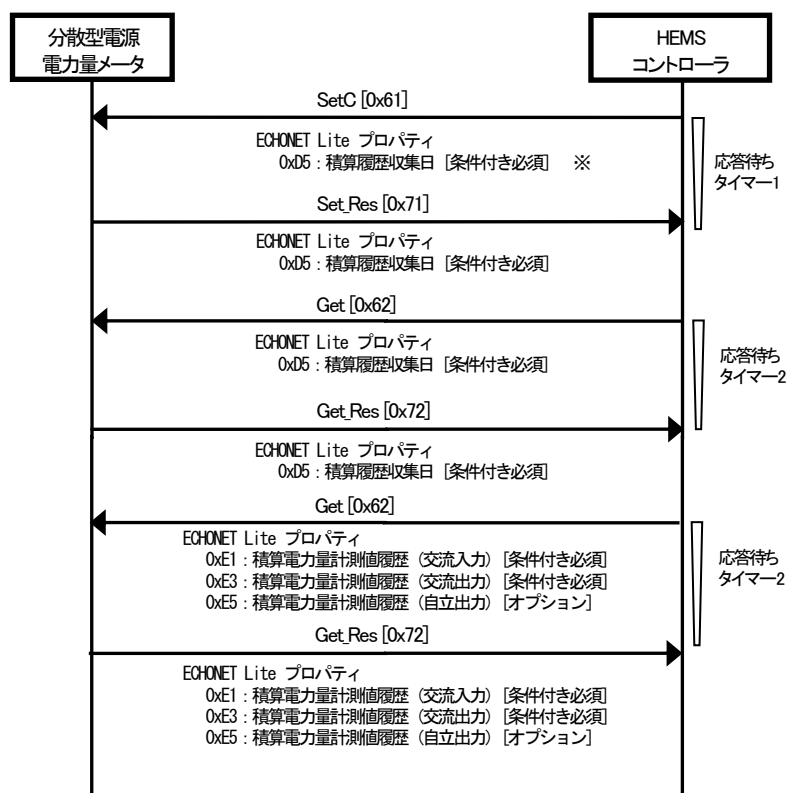 分散型電源
電力量メータ
HEMS
コントローラ
SetC [0x61]
ECHONET Lite プロパティ
0xD5：積算履歴収集日 [条件付き必須] ※
応答待ち
タイマー1
Set_Res [0x71]
ECHONET Lite プロパティ
0xD5：積算履歴収集日 [条件付き必須]
Get [0x62]
ECHONET Lite プロパティ
0xD5：積算履歴収集日 [条件付き必須]
応答待ち
タイマー2
Get_Res [0x72]
ECHONET Lite プロパティ
0xD5：積算履歴収集日 [条件付き必須]
Get [0x62]
ECHONET Lite プロパティ
0xE1：積算電力量計測値履歴（交流入力）[条件付き必須]
0xE3：積算電力量計測値履歴（交流出力）[条件付き必須]
0xE5：積算電力量計測値履歴（自立出力）[オプション]
応答待ち
タイマー2
Get_Res [0x72]
ECHONET Lite プロパティ
0xE1：積算電力量計測値履歴（交流入力）[条件付き必須]
0xE3：積算電力量計測値履歴（交流出力）[条件付き必須]
0xE5：積算電力量計測値履歴（自立出力）[オプション]